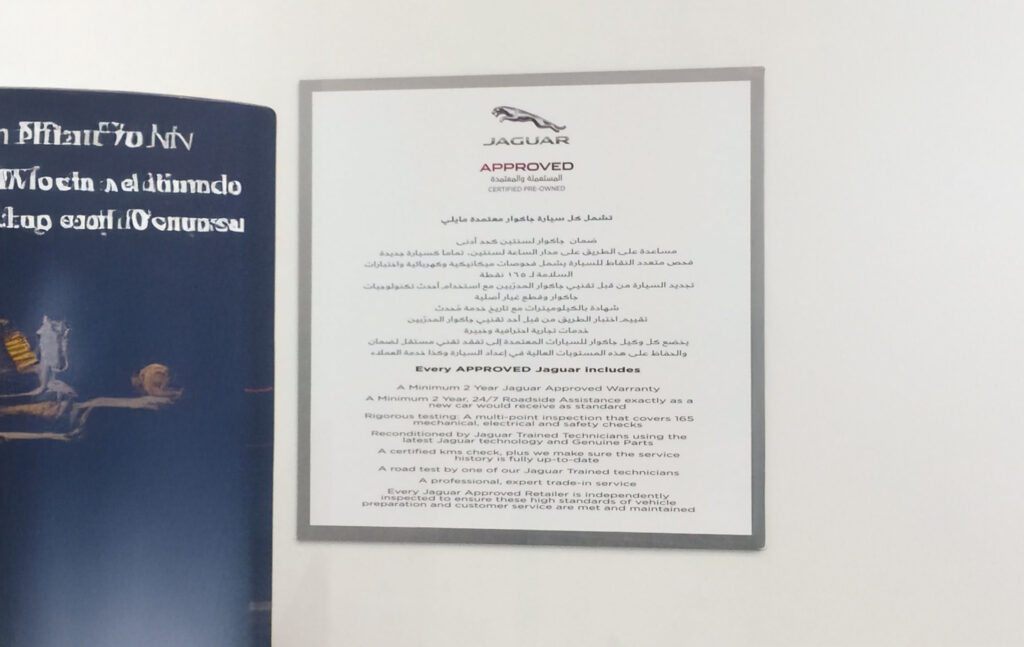 JAGUAR
APPROVED
المستعملة والمعتمدة
CERTIFIED PRE-OWNED
تشمل كل سيارة جاكوار معتمدة مايلي
ضمان جاكوار لسنتين كحد أدنى
مساعدة على الطريق على مدار الساعة لسنتين، تماما كسيارة جديدة
فحص متعدد النقاط للسيارة يشمل فحوصات ميكانيكية وكهربائية واختبارات
السلامة لـ ١٦٥ نقطة
تجديد السيارة من قبل تقنيي جاكوار المدرّبين مع استخدام أحدث تكنولوجيات
جاكوار وقطع غيار أصلية
شهادة بالكيلوميترات مع تاريخ خدمة مُحدث
تقييم اختبار الطريق من قبل أحد تقنيي جاكوار المدرّبين
خدمات تجارية احترافية وخبيرة
يخضع كل وكيل جاكوار للسيارات المعتمدة إلى تفقد تقني مستقل لضمان
والحفاظ على هذه المستويات العالية في إعداد السيارة وكذا خدمة العملاء
Every APPROVED Jaguar includes
A Minimum 2 Year Jaguar Approved Warranty
A Minimum 2 Year, 24/7 Roadside Assistance exactly as a
new car would receive as standard
Rigorous testing: A multi-point inspection that covers 165
mechanical, electrical and safety checks
Reconditioned by Jaguar Trained Technicians using the
latest Jaguar technology and Genuine Parts
A certified kms check, plus we make sure the service
history is fully up-to-date
A road test by one of our Jaguar Trained technicians
A professional, expert trade-in service
Every Jaguar Approved Retailer is independently
inspected to ensure these high standards of vehicle
preparation and customer service are met and maintained